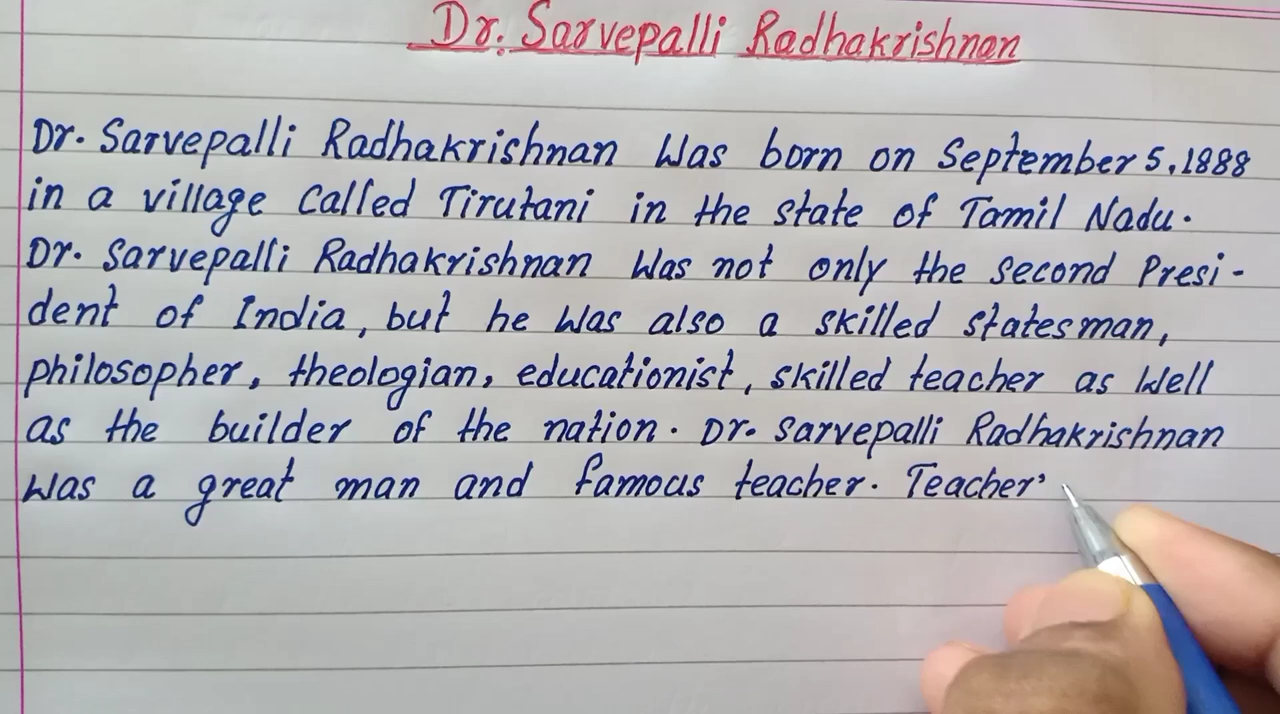 Dr. Sarvepalli Radhakrishnan
Dr. Sarvepalli Radhakrishnan was born on September 5, 1888
in a village called Tirutani in the state of Tamil Nadu.
Dr. Sarvepalli Radhakrishnan was not only the second Presi-
dent of India, but he was also a skilled statesman,
philosopher, theologian, educationist, skilled teacher as well
as the builder of the nation. Dr. Sarvepalli Radhakrishnan
was a great man and famous teacher. Teacher'